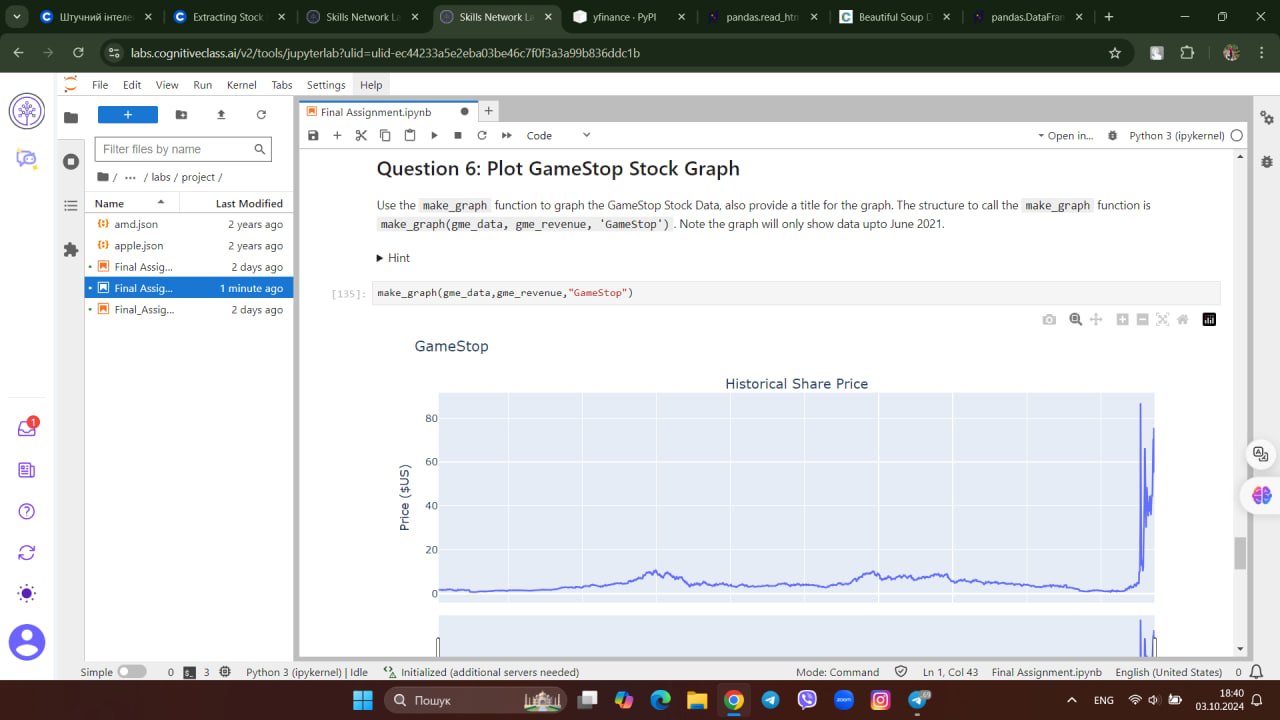 Штучний інтеле
Extracting Stock
Skills Network La
Skills Network La
yfinance · PyPI
pandas.read_htm
Beautiful Soup D
pandas.DataFram
labs.cognitiveclass.ai/v2/tools/jupyterlab?ulid=ulid-ec44233a5e2eba03be46c7f0f3a3a99b836ddc1b
File Edit View Run Kernel Tabs Settings Help
Final Assignment.ipynb
Filter files by name
Code
Open in...
Python 3 (ipykernel)
/ ··· / labs / project /
Name Last Modified
amd.json 2 years ago
apple.json 2 years ago
Final Assig... 2 days ago
Final Assig... 1 minute ago
Final_Assig... 2 days ago
Question 6: Plot GameStop Stock Graph
Use the make_graph function to graph the GameStop Stock Data, also provide a title for the graph. The structure to call the make_graph function is
make_graph(gme_data, gme_revenue, 'GameStop') . Note the graph will only show data upto June 2021.
Hint
[135]: make_graph(gme_data,gme_revenue,"GameStop")
GameStop
Historical Share Price
Price ($US)
80
60
40
20
0
1
Simple 0 3 Python 3 (ipykernel) | Idle Initialized (additional servers needed) Mode: Command Ln 1, Col 43 Final Assignment.ipynb English (United States) 0
Пошук
zoom
69
ENG
18:40
03.10.2024